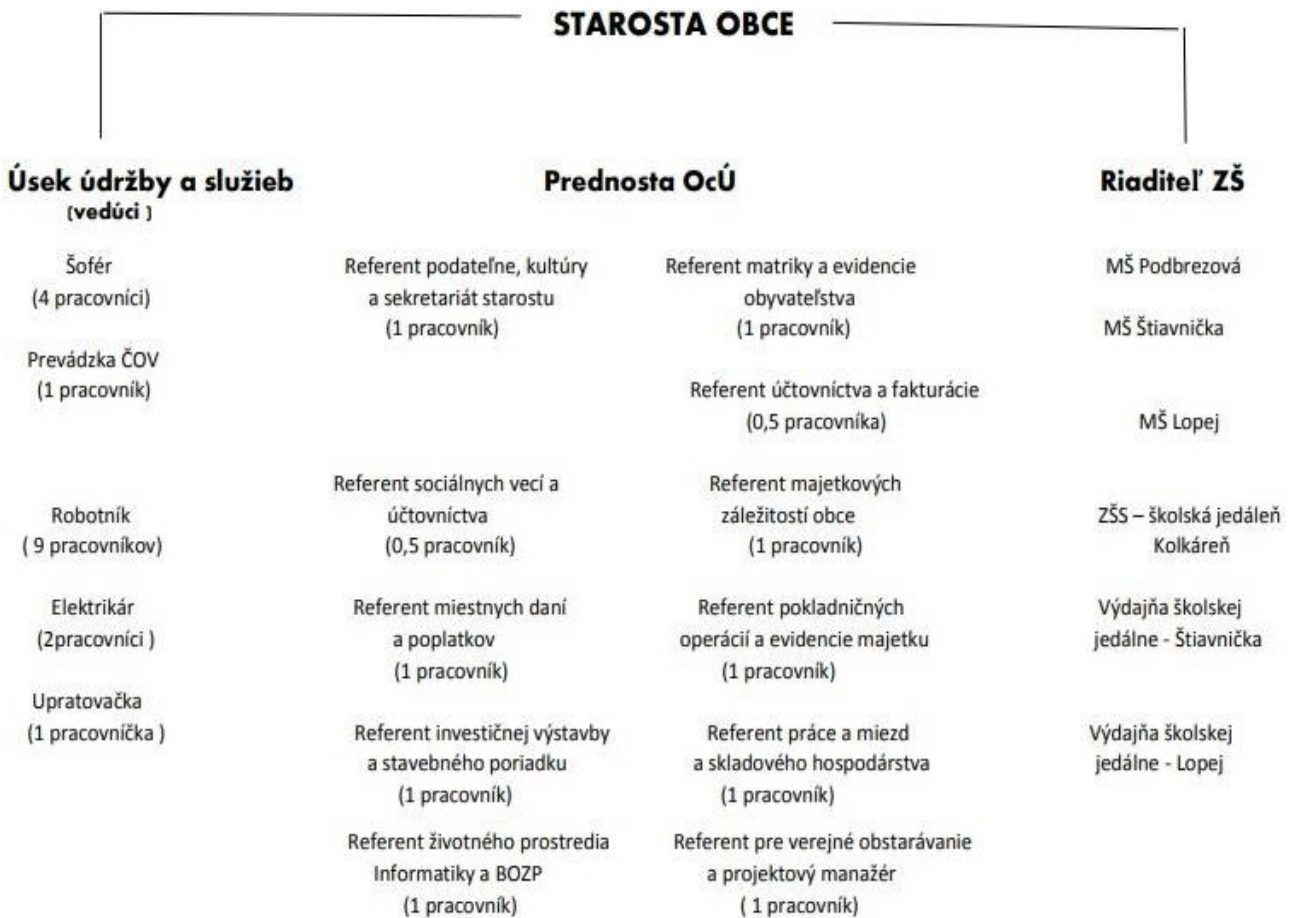 STAROSTA OBCE
Úsek údržby a služieb
(vedúci )
Šofér
(4 pracovníci)
Prevádzka ČOV
(1 pracovník)
Robotník
( 9 pracovníkov)
Elektrikár
(2pracovníci )
Upratovačka
(1 pracovníčka )
Prednosta OcÚ
Referent podateľne, kultúry
a sekretariát starostu
(1 pracovník)
Referent sociálnych vecí a
účtovníctva
(0,5 pracovník)
Referent miestnych daní
a poplatkov
(1 pracovník)
Referent investičnej výstavby
a stavebného poriadku
(1 pracovník)
Referent životného prostredia
Informatiky a BOZP
(1 pracovník)
Referent matriky a evidencie
obyvateľstva
(1 pracovník)
Referent účtovníctva a fakturácie
(0,5 pracovníka)
Referent majetkových
záležitostí obce
(1 pracovník)
Referent pokladničných
operácií a evidencie majetku
(1 pracovník)
Referent práce a miezd
a skladového hospodárstva
(1 pracovník)
Referent pre verejné obstarávanie
a projektový manažér
( 1 pracovník)
Riaditeľ ZŠ
MŠ Podbrezová
MŠ Štiavnička
MŠ Lopej
ZŠS – školská jedáleň
Kolkáreň
Výdajňa školskej
jedálne - Štiavnička
Výdajňa školskej
jedálne - Lopej